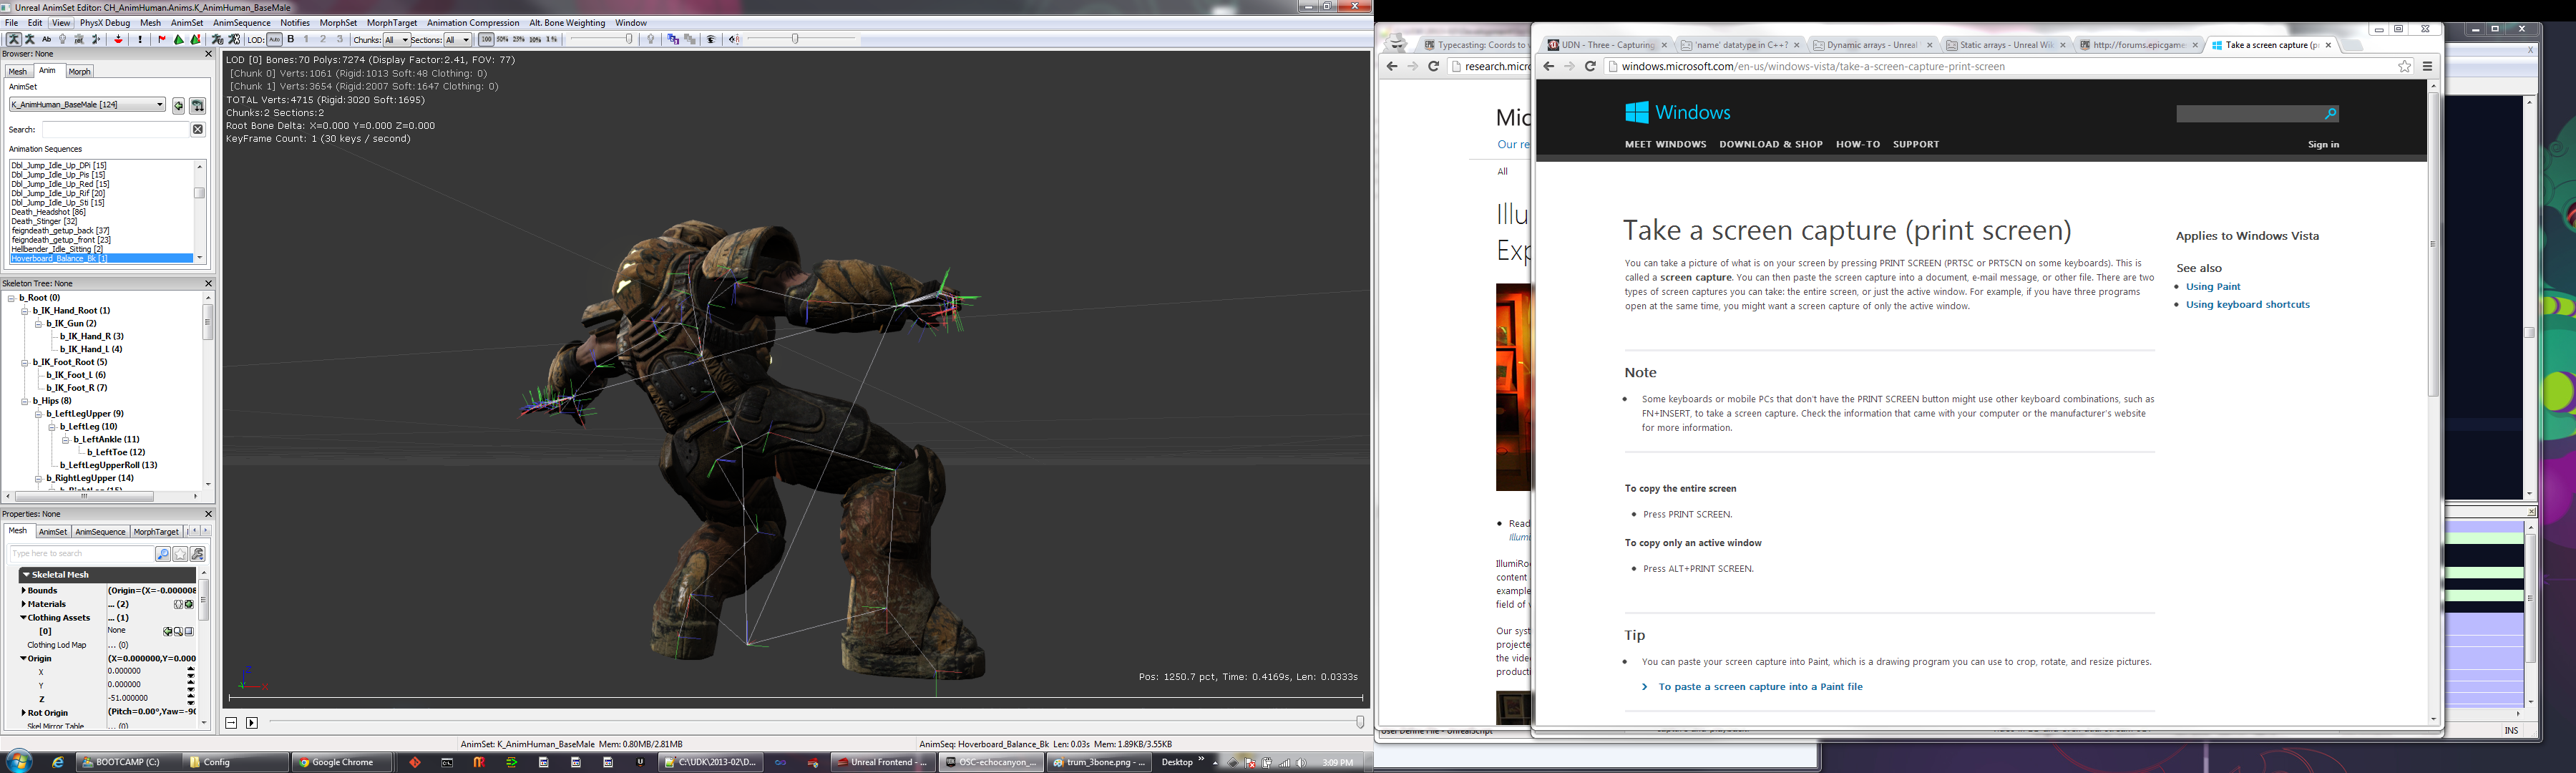 Unreal AnimSet Editor: CH_AnimHuman.Anims.K_AnimHuman_BaseMale
File Edit View PhysX Debug Mesh AnimSet AnimSequence Notifies MorphSet MorphTarget Animation Compression Alt. Bone Weighting Window
LOD: Auto B 1 2 3 Chunks: All Sections: All 100 50% 25% 10% 1%
Browser: None
Mesh Anim Morph
AnimSet
K_AnimHuman_BaseMale [124]
Search:
Animation Sequences
Dbl_Jump_Idle_Up_DPi [15]
Dbl_Jump_Idle_Up_Pis [15]
Dbl_Jump_Idle_Up_Red [15]
Dbl_Jump_Idle_Up_Rif [20]
Dbl_Jump_Idle_Up_Sti [15]
Death_Headshot [86]
Death_Stinger [32]
feigndeath_getup_back [37]
feigndeath_getup_front [23]
Hellbender_Idle_Sitting [2]
Hoverboard_Balance_Bk [1]
Skeleton Tree: None
b_Root (0)
b_IK_Hand_Root (1)
b_IK_Gun (2)
b_IK_Hand_R (3)
b_IK_Hand_L (4)
b_IK_Foot_Root (5)
b_IK_Foot_L (6)
b_IK_Foot_R (7)
b_Hips (8)
b_LeftLegUpper (9)
b_LeftLeg (10)
b_LeftAnkle (11)
b_LeftToe (12)
b_LeftLegUpperRoll (13)
b_RightLegUpper (14)
Properties: None
Mesh AnimSet AnimSequence MorphTarget
Type here to search
Skeletal Mesh
Bounds (Origin=(X=-0.000008
Materials ... (2)
Clothing Assets ... (1)
[0] None
Clothing Lod Map ... (0)
Origin (X=0.000000,Y=0.000
X 0.000000
Y 0.000000
Z -51.000000
Rot Origin (Pitch=0.00°,Yaw=-90
Skel Mirror Table ... (0)
LOD [0] Bones:70 Polys:7274 (Display Factor:2.41, FOV: 77)
[Chunk 0] Verts:1061 (Rigid:1013 Soft:48 Clothing: 0)
[Chunk 1] Verts:3654 (Rigid:2007 Soft:1647 Clothing: 0)
TOTAL Verts:4715 (Rigid:3020 Soft:1695)
Chunks:2 Sections:2
Root Bone Delta: X=0.000 Y=0.000 Z=0.000
KeyFrame Count: 1 (30 keys / second)
Pos: 1250.7 pct, Time: 0.4169s, Len: 0.0333s
AnimSet: K_AnimHuman_BaseMale Mem: 0.80MB/2.81MB
AnimSeq: Hoverboard_Balance_Bk Len: 0.03s Mem: 1.89KB/3.55KB
BOOTCAMP (C:) Config Google Chrome C:\UDK\2013-02\D... Unreal Frontend - ... OSC-echocanyon_... trum_3bone.png - ... Desktop 3:09 PM
Typecasting: Coords to v
research.micr
Mic
Our re
All
Illu
Exp
Read
Illumi
IllumiRoo
content
example
field of v
Our syst
projecte
the vide
producti
User Define File - UnrealScript
UDN - Three - Capturing 'name' datatype in C++? Dynamic arrays - Unreal Static arrays - Unreal Wik http://forums.epicgame Take a screen capture (p
windows.microsoft.com/en-us/windows-vista/take-a-screen-capture-print-screen
Windows
MEET WINDOWS DOWNLOAD & SHOP HOW-TO SUPPORT
Sign in
Take a screen capture (print screen)
You can take a picture of what is on your screen by pressing PRINT SCREEN (PRTSC or PRTSCN on some keyboards). This is
called a screen capture. You can then paste the screen capture into a document, e-mail message, or other file. There are two
types of screen captures you can take: the entire screen, or just the active window. For example, if you have three programs
open at the same time, you might want a screen capture of only the active window.
Applies to Windows Vista
See also
Using Paint
Using keyboard shortcuts
Note
Some keyboards or mobile PCs that don't have the PRINT SCREEN button might use other keyboard combinations, such as
FN+INSERT, to take a screen capture. Check the information that came with your computer or the manufacturer's website
for more information.
To copy the entire screen
Press PRINT SCREEN.
To copy only an active window
Press ALT+PRINT SCREEN.
Tip
You can paste your screen capture into Paint, which is a drawing program you can use to crop, rotate, and resize pictures.
To paste a screen capture into a Paint file
INS